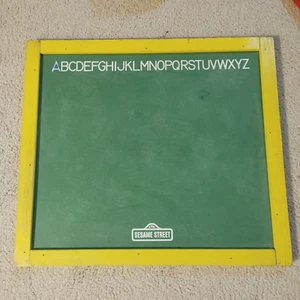 ABCDEFGHIJKLMNOPQRSTUVWXYZ
SESAME STREET